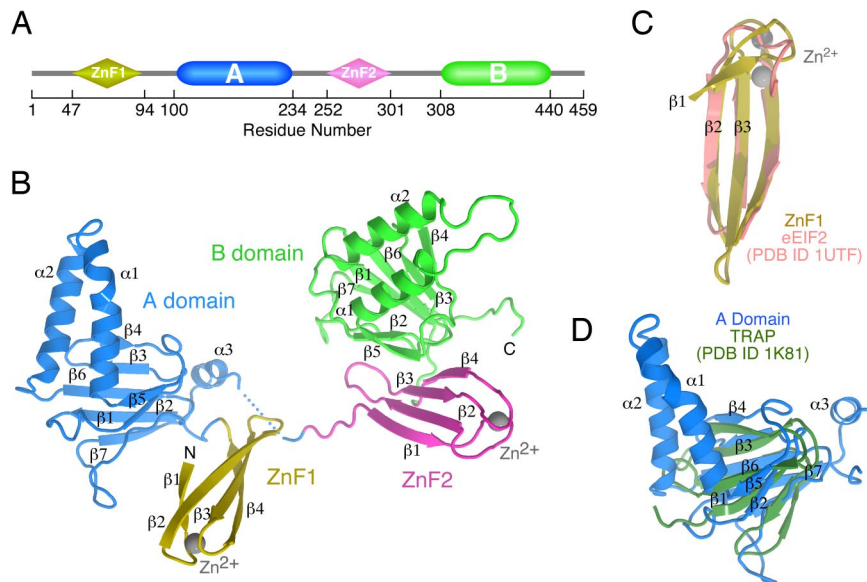 A
ZnF1 A ZnF2 B
1 47 94 100 234 252 301 308 440 459
Residue Number
B
A domain
α2
α1
β4
β3
α3
β6
β5
β2
β1
β7
N
β1
β2
β3
β4
ZnF1
Zn2+
B domain
α2
β4
β6
β1
β7
β3
α1
β2
β5
C
β4
β3
β2
β1
Zn2+
ZnF2
C
Zn2+
β1
β2
β3
ZnF1
eEIF2
(PDB ID 1UTF)
D
A Domain
TRAP
(PDB ID 1K81)
α2
α1
β4
α3
β3
β6
β7
β5
β1
β2